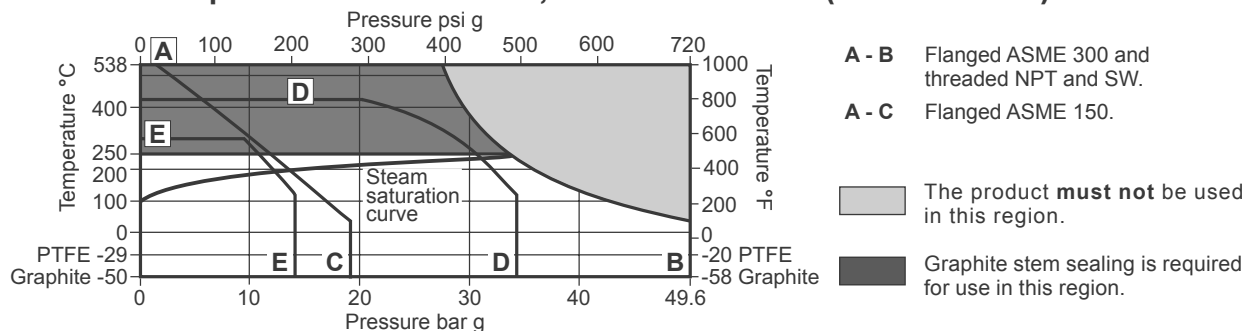 Pressure psi g
0 A 100 200 300 400 500 600 720
538 1000
400 800
D
E 600
250 400
200
100 200
0 0
Temperature °C
Temperature °F
Steam
saturation
curve
PTFE -29 -20 PTFE
Graphite -50 -58 Graphite
E C D B
0 10 20 30 40 49.6
Pressure bar g
A - B Flanged ASME 300 and
threaded NPT and SW.
A - C Flanged ASME 150.
The product must not be used
in this region.
Graphite stem sealing is required
for use in this region.